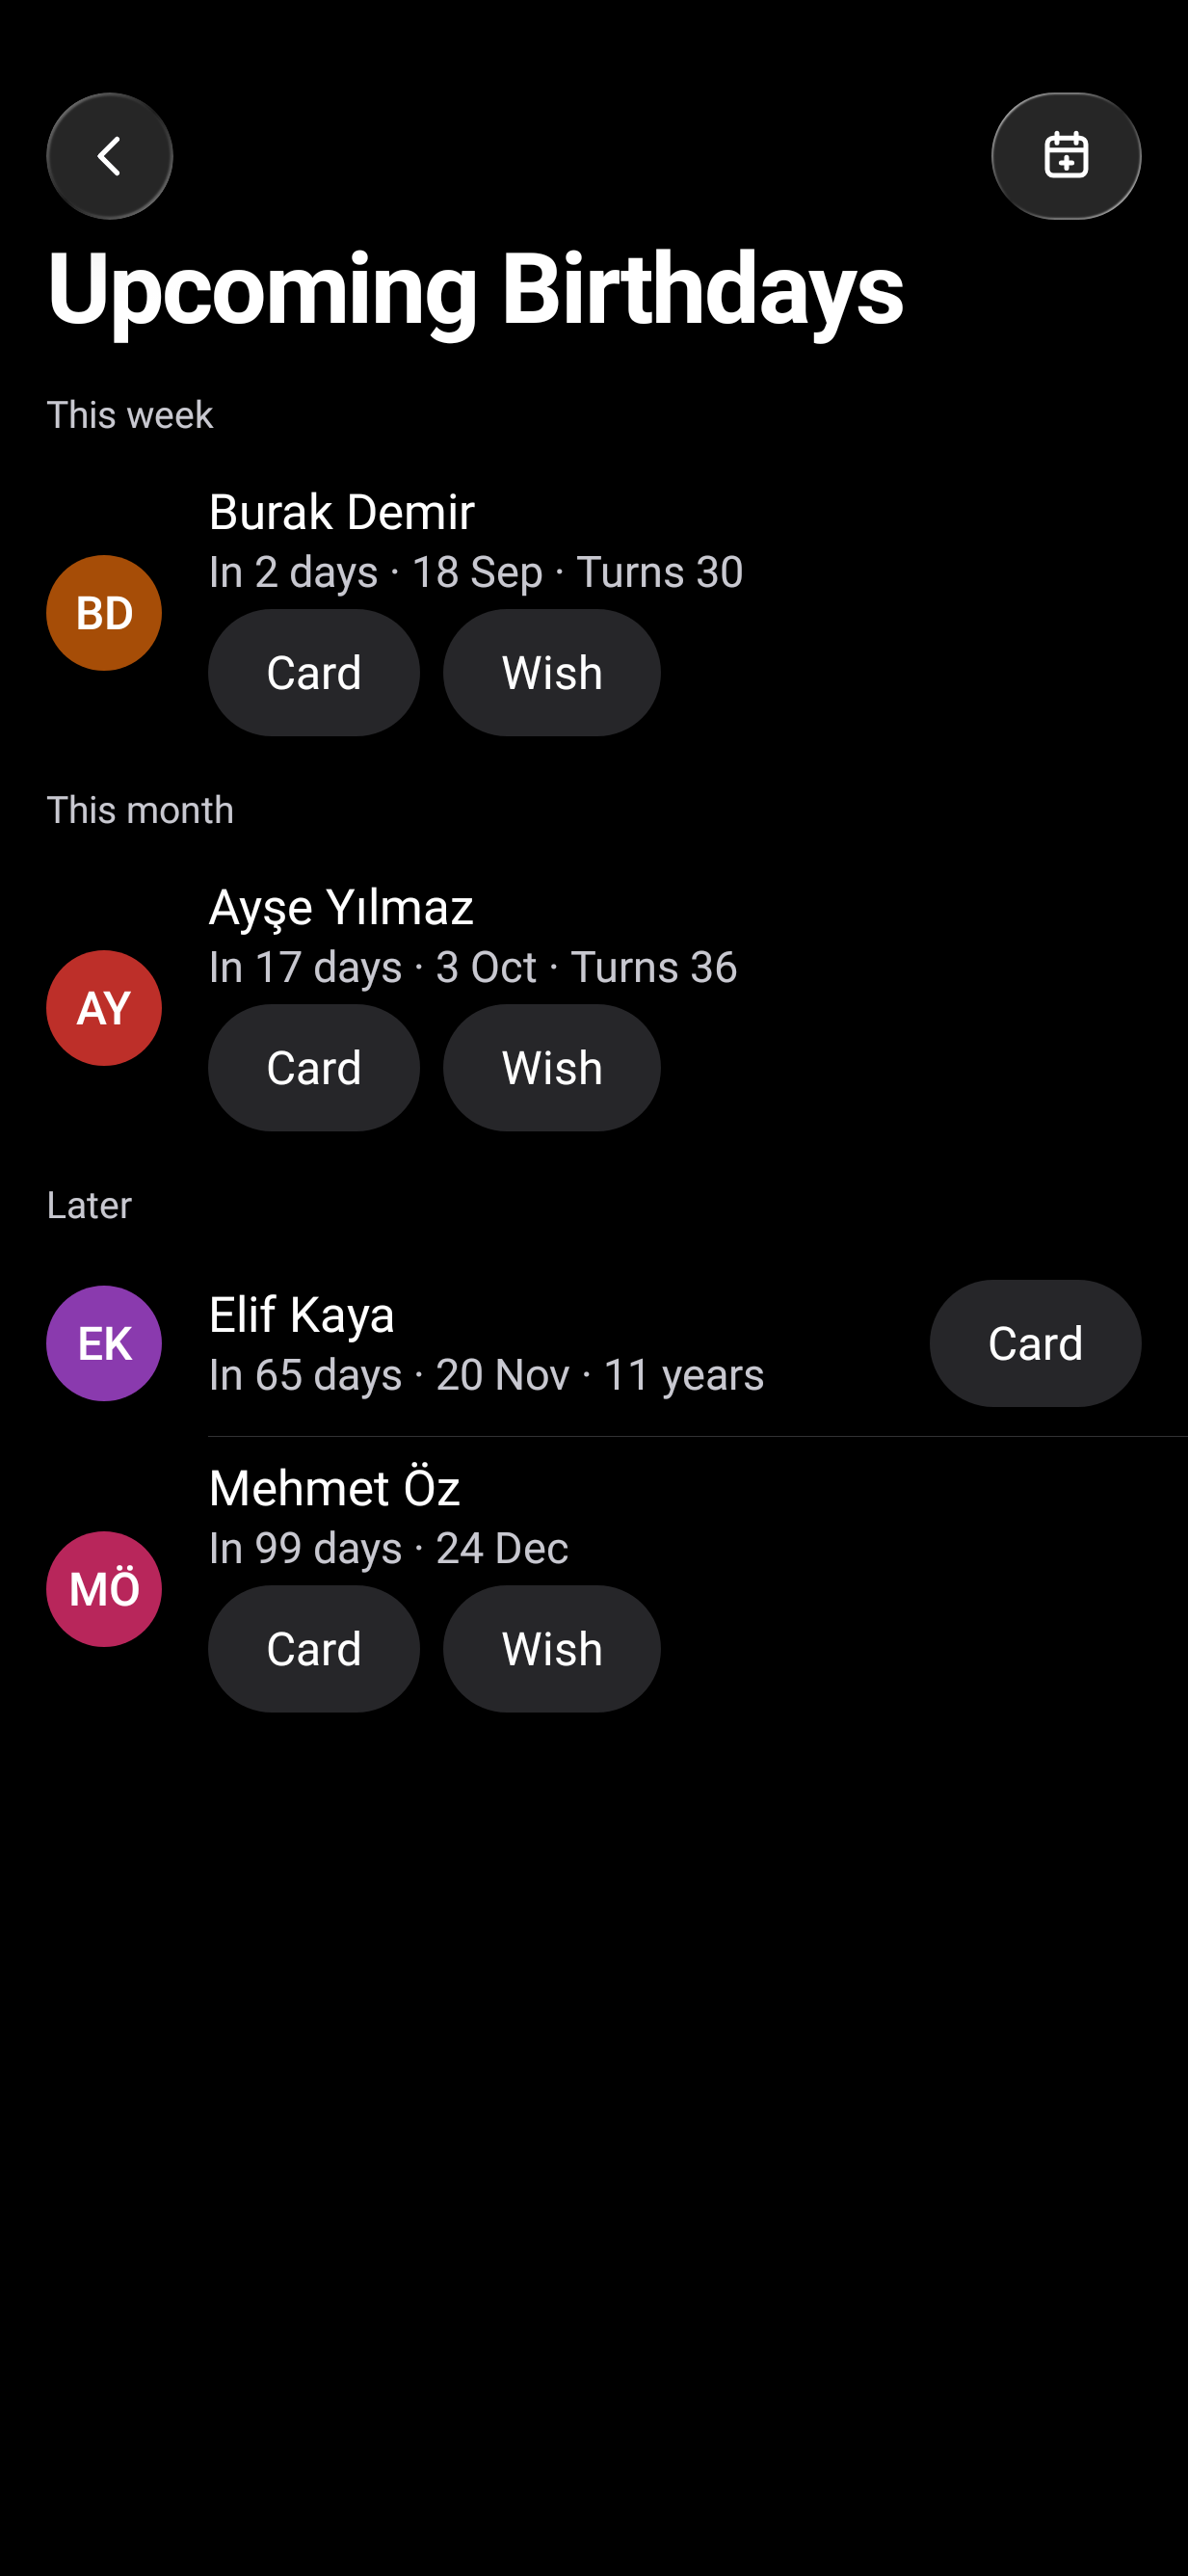 Upcoming Birthdays
This week
BD
Burak Demir
In 2 days · 18 Sep · Turns 30
Card Wish
This month
AY
Ayşe Yılmaz
In 17 days · 3 Oct · Turns 36
Card Wish
Later
EK
Elif Kaya
In 65 days · 20 Nov · 11 years
Card
MÖ
Mehmet Öz
In 99 days · 24 Dec
Card Wish